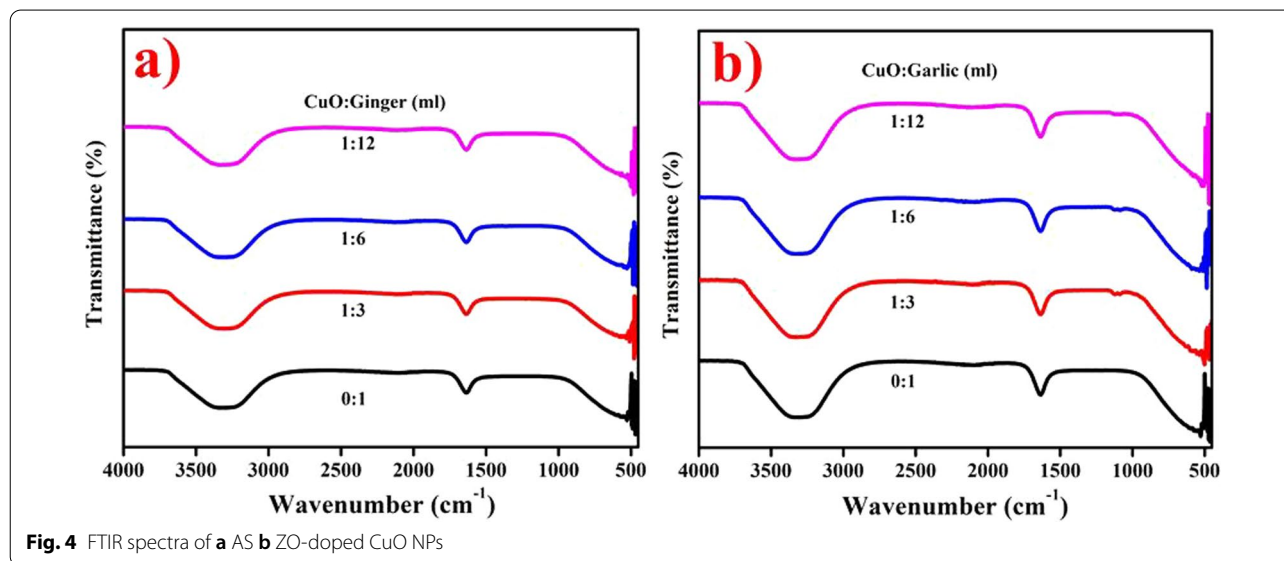 a)
CuO:Ginger (ml)
1:12
1:6
1:3
0:1
Transmittance (%)
4000 3500 3000 2500 2000 1500 1000 500
Wavenumber (cm⁻¹)
b)
CuO:Garlic (ml)
1:12
1:6
1:3
0:1
Transmittance (%)
4000 3500 3000 2500 2000 1500 1000 500
Wavenumber (cm⁻¹)
Fig. 4 FTIR spectra of a AS b ZO-doped CuO NPs